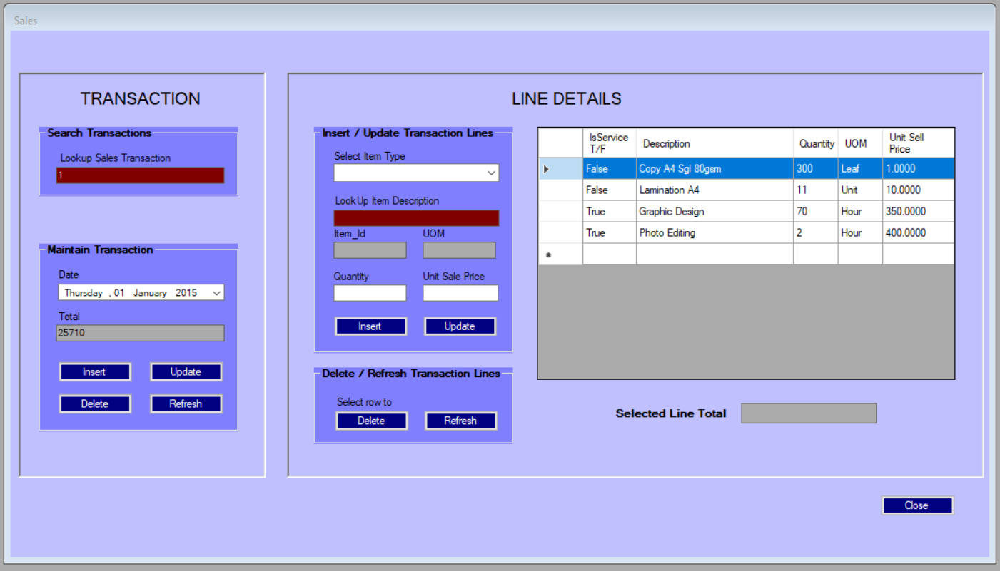 Sales
TRANSACTION
Search Transactions
Lookup Sales Transaction
1
Maintain Transaction
Date
Thursday , 01 January 2015
Total
25710
Insert Update
Delete Refresh
LINE DETAILS
Insert / Update Transaction Lines
Select Item Type
LookUp Item Description
Item_Id UOM
Quantity Unit Sale Price
Insert Update
Delete / Refresh Transaction Lines
Select row to
Delete Refresh
IsService T/F Description Quantity UOM Unit Sell Price
False Copy A4 Sgl 80gsm 300 Leaf 1.0000
False Lamination A4 11 Unit 10.0000
True Graphic Design 70 Hour 350.0000
True Photo Editing 2 Hour 400.0000
Selected Line Total
Close